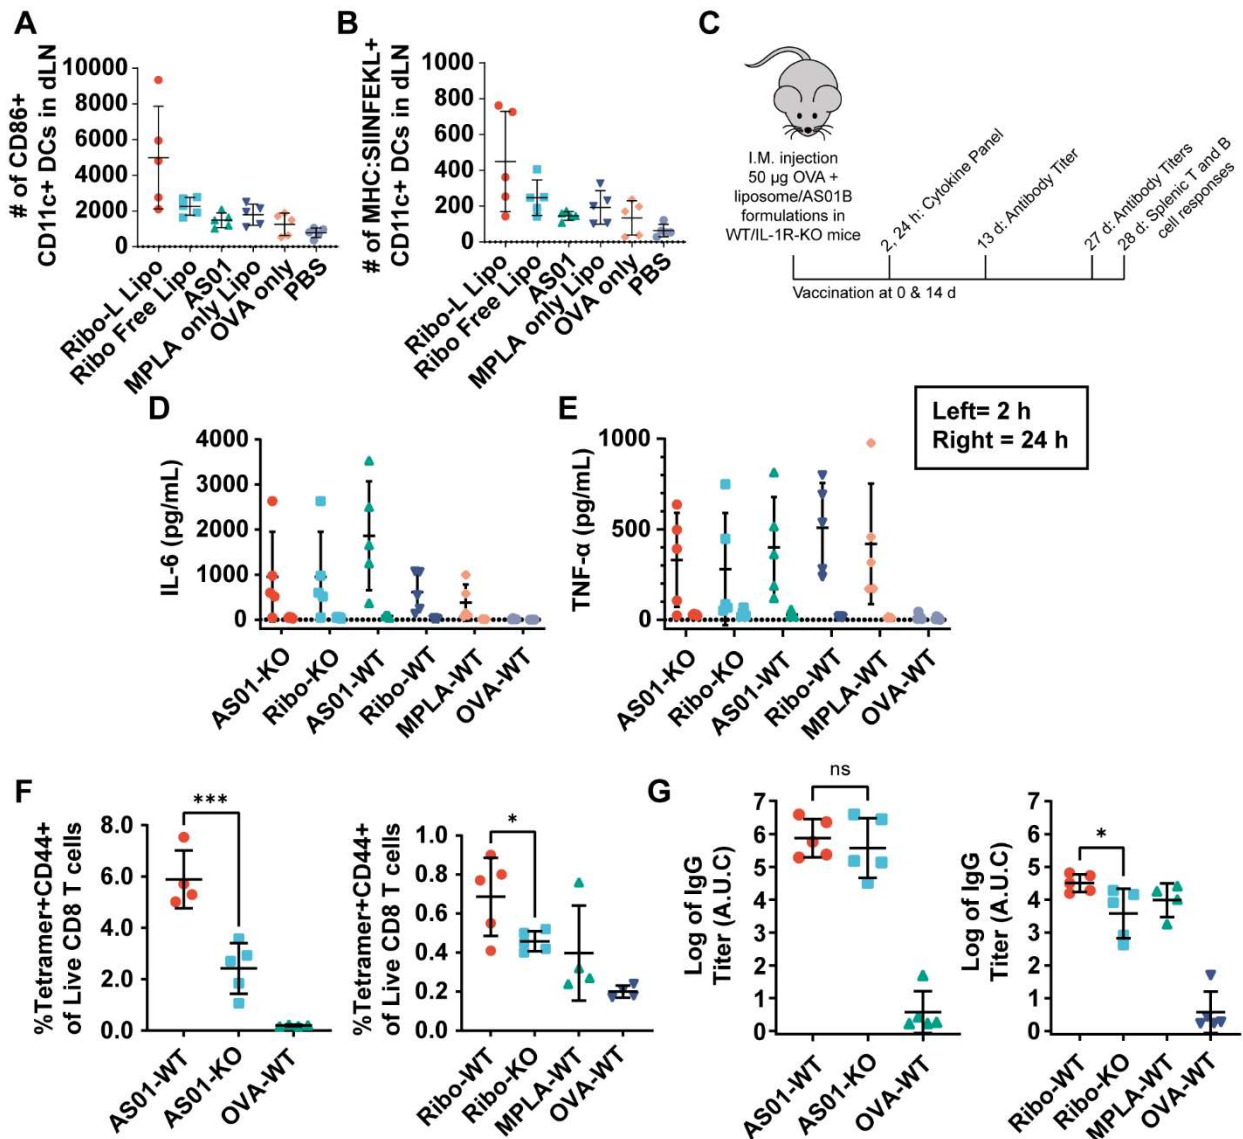 A
# of CD86+
CD11c+ DCs in dLN
10000
8000
6000
4000
2000
0
Ribo-L Lipo
Ribo Free Lipo
AS01
MPLA only Lipo
OVA only
PBS
B
# of MHC:SIINFEKL+
CD11c+ DCs in dLN
1000
800
600
400
200
0
Ribo-L Lipo
Ribo Free Lipo
AS01
MPLA only Lipo
OVA only
PBS
C
I.M. injection
50 µg OVA +
liposome/AS01B
formulations in
WT/IL-1R-KO mice
2, 24 h: Cytokine Panel
13 d: Antibody Titer
27 d: Antibody Titers
28 d: Splenic T and B
cell responses
Vaccination at 0 & 14 d
D
IL-6 (pg/mL)
4000
3000
2000
1000
0
AS01-KO
Ribo-KO
AS01-WT
Ribo-WT
MPLA-WT
OVA-WT
E
TNF-α (pg/mL)
1000
500
0
AS01-KO
Ribo-KO
AS01-WT
Ribo-WT
MPLA-WT
OVA-WT
Left= 2 h
Right = 24 h
F
%Tetramer+CD44+
of Live CD8 T cells
8.0
6.0
4.0
2.0
0.0
***
AS01-WT
AS01-KO
OVA-WT
%Tetramer+CD44+
of Live CD8 T cells
1.0
0.8
0.6
0.4
0.2
0.0
*
Ribo-WT
Ribo-KO
MPLA-WT
OVA-WT
G
Log of IgG
Titer (A.U.C)
7
6
5
4
3
2
1
0
ns
AS01-WT
AS01-KO
OVA-WT
Log of IgG
Titer (A.U.C)
7
6
5
4
3
2
1
0
*
Ribo-WT
Ribo-KO
MPLA-WT
OVA-WT